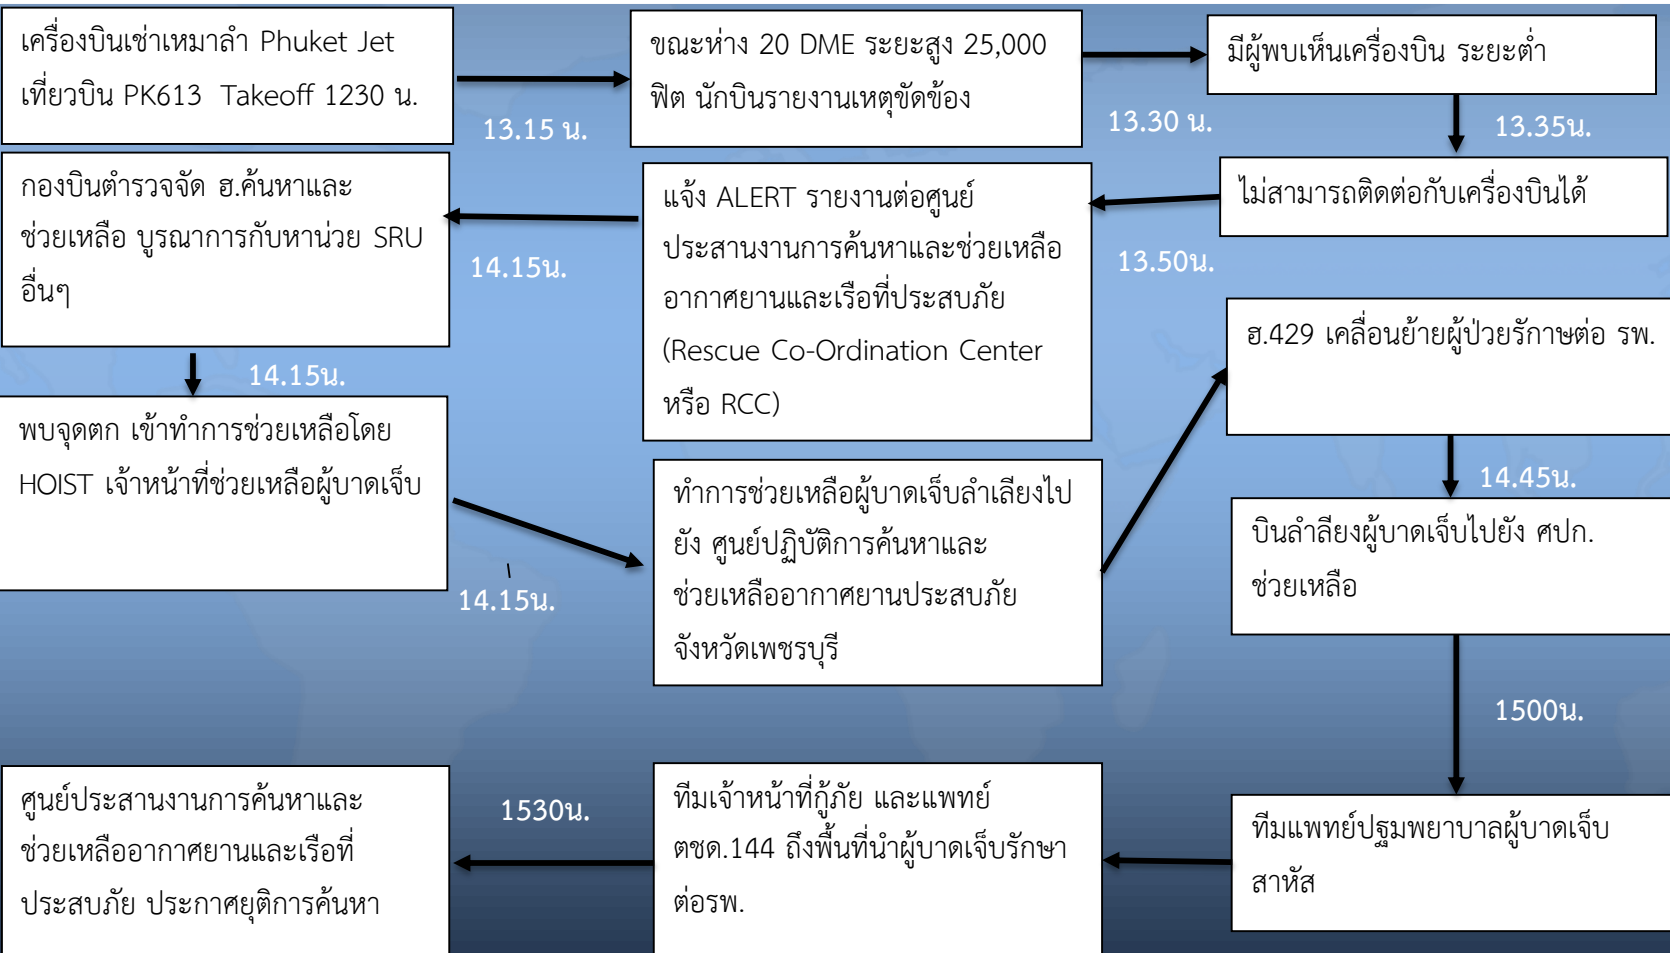 เครื่องบินเช่าเหมาลำ Phuket Jet
เที่ยวบิน PK613 Takeoff 1230 น.
13.15 น.
ขณะห่าง 20 DME ระยะสูง 25,000
ฟิต นักบินรายงานเหตุขัดข้อง
13.30 น.
มีผู้พบเห็นเครื่องบิน ระยะต่ำ
13.35น.
ไม่สามารถติดต่อกับเครื่องบินได้
13.50น.
แจ้ง ALERT รายงานต่อศูนย์
ประสานงานการค้นหาและช่วยเหลือ
อากาศยานและเรือที่ประสบภัย
(Rescue Co-Ordination Center
หรือ RCC)
14.15น.
กองบินตำรวจจัด ฮ.ค้นหาและ
ช่วยเหลือ บูรณาการกับหาน่วย SRU
อื่นๆ
14.15น.
พบจุดตก เข้าทำการช่วยเหลือโดย
HOIST เจ้าหน้าที่ช่วยเหลือผู้บาดเจ็บ
14.15น.
ทำการช่วยเหลือผู้บาดเจ็บลำเลียงไป
ยัง ศูนย์ปฏิบัติการค้นหาและ
ช่วยเหลืออากาศยานประสบภัย
จังหวัดเพชรบุรี
ฮ.429 เคลื่อนย้ายผู้ป่วยรักาษต่อ รพ.
14.45น.
บินลำลียงผู้บาดเจ็บไปยัง ศปก.
ช่วยเหลือ
1500น.
ทีมแพทย์ปฐมพยาบาลผู้บาดเจ็บ
สาหัส
ทีมเจ้าหน้าที่กู้ภัย และแพทย์
ตชด.144 ถึงพื้นที่นำผู้บาดเจ็บรักษา
ต่อรพ.
1530น.
ศูนย์ประสานงานการค้นหาและ
ช่วยเหลืออากาศยานและเรือที่
ประสบภัย ประกาศยุติการค้นหา